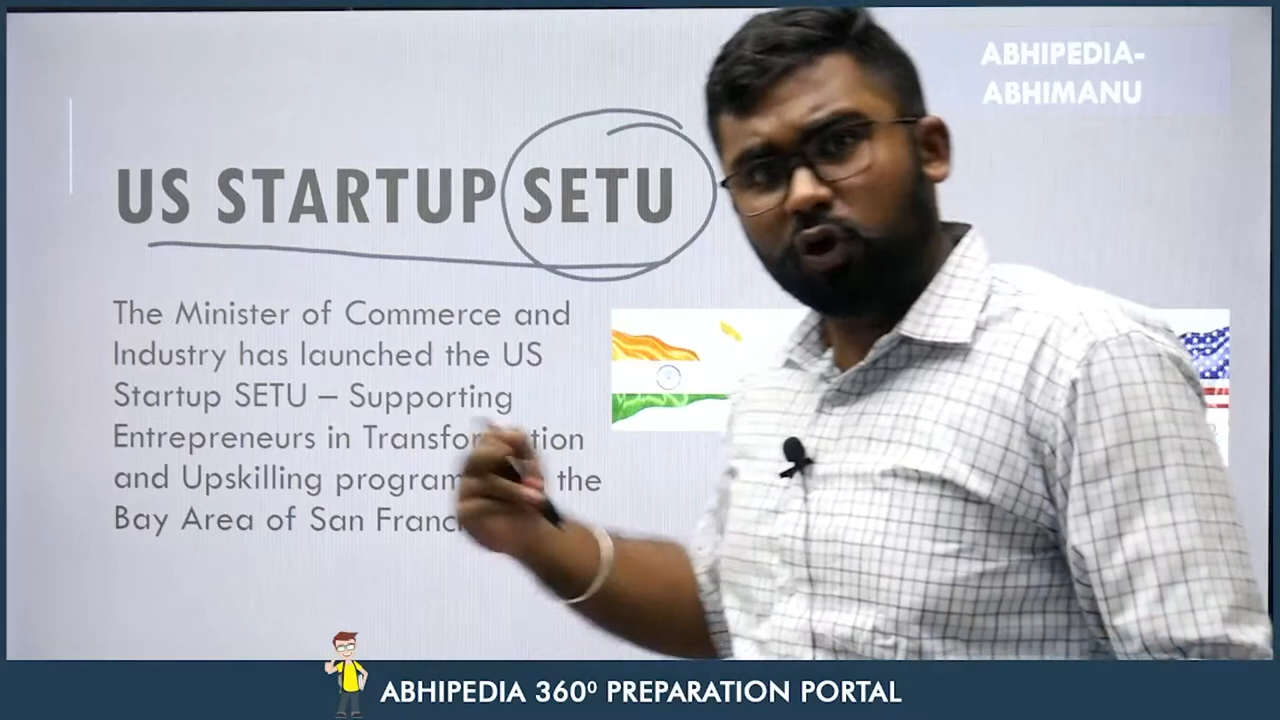 ABHIPEDIA-
ABHIMANU
US STARTUP SETU
The Minister of Commerce and
Industry has launched the US
Startup SETU – Supporting
Entrepreneurs in
and Upskilling the
Bay Area of San
ABHIPEDIA 360⁰ PREPARATION PORTAL